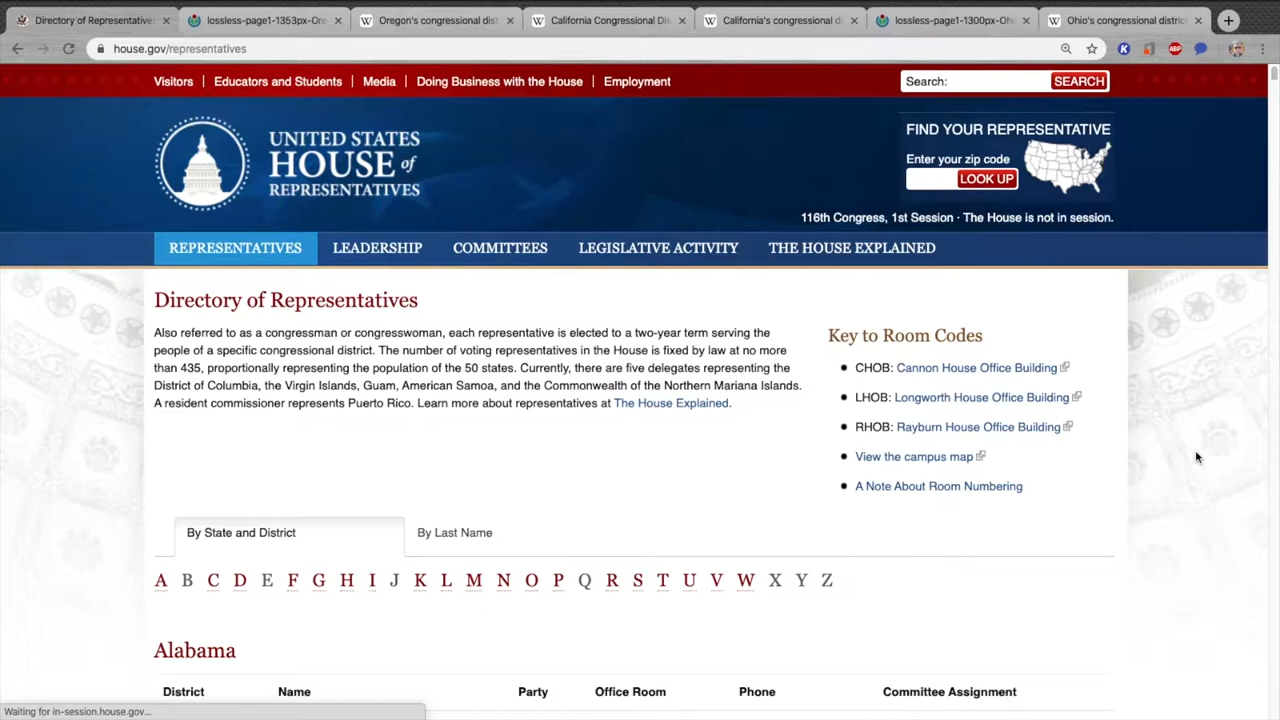 Directory of Representatives
lossless-page1-1353px-Ore
Oregon's congressional dist
California Congressional Dis
California's congressional d
lossless-page1-1300px-Ohi
Ohio's congressional district
house.gov/representatives
Visitors
Educators and Students
Media
Doing Business with the House
Employment
Search:
SEARCH
UNITED STATES
HOUSE of
REPRESENTATIVES
FIND YOUR REPRESENTATIVE
Enter your zip code
LOOK UP
116th Congress, 1st Session · The House is not in session.
REPRESENTATIVES
LEADERSHIP
COMMITTEES
LEGISLATIVE ACTIVITY
THE HOUSE EXPLAINED
Directory of Representatives
Also referred to as a congressman or congresswoman, each representative is elected to a two-year term serving the
people of a specific congressional district. The number of voting representatives in the House is fixed by law at no more
than 435, proportionally representing the population of the 50 states. Currently, there are five delegates representing the
District of Columbia, the Virgin Islands, Guam, American Samoa, and the Commonwealth of the Northern Mariana Islands.
A resident commissioner represents Puerto Rico. Learn more about representatives at The House Explained.
Key to Room Codes
CHOB: Cannon House Office Building
LHOB: Longworth House Office Building
RHOB: Rayburn House Office Building
View the campus map
A Note About Room Numbering
By State and District
By Last Name
A B C D E F G H I J K L M N O P Q R S T U V W X Y Z
Alabama
District Name Party Office Room Phone Committee Assignment
Waiting for in-session.house.gov...